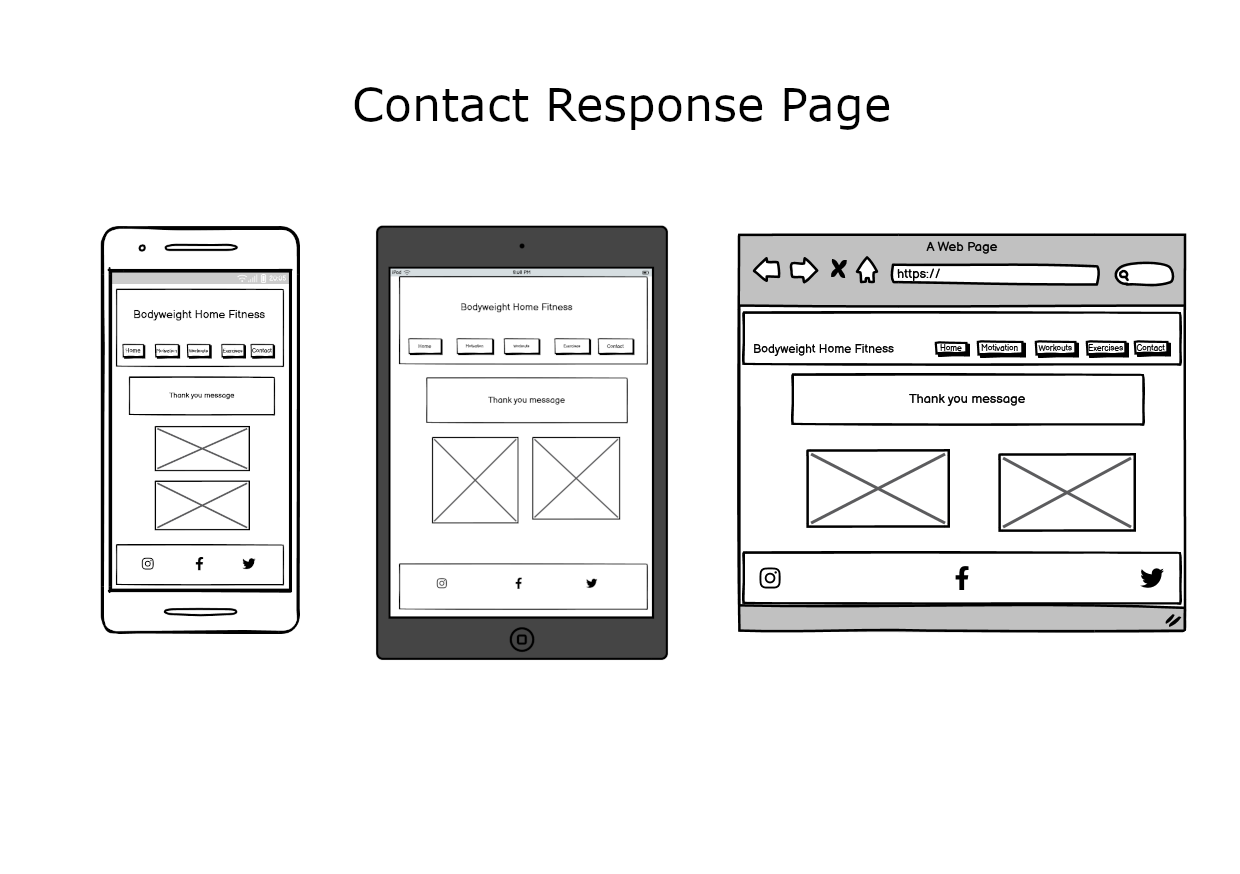 Contact Response Page
Bodyweight Home Fitness
Home Motivation Workouts Exercises Contact
Thank you message
iPad 9:48 PM
Bodyweight Home Fitness
Home Motivation Workouts Exercises Contact
Thank you message
A Web Page
https://
Bodyweight Home Fitness
Home Motivation Workouts Exercises Contact
Thank you message